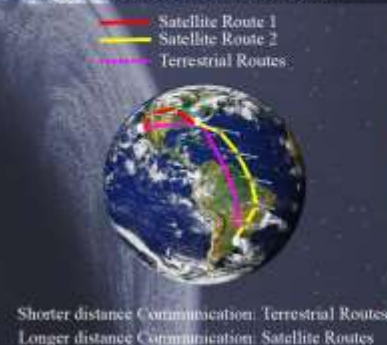 Satellite Route 1
Satellite Route 2
Terrestrial Routes
Shorter distance Communication: Terrestrial Routes
Longer distance Communication: Satellite Routes